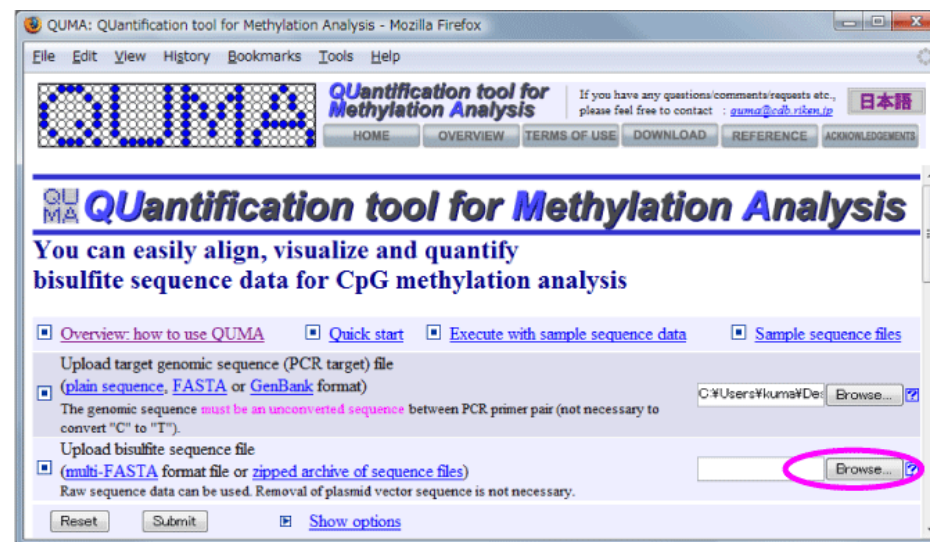 QUMA: QUantification tool for Methylation Analysis - Mozilla Firefox
File Edit View History Bookmarks Tools Help
QUMA
QUantification tool for
Methylation Analysis
If you have any questions/comments/requests etc.,
please feel free to contact : quma@cdb.riken.jp
日本語
HOME OVERVIEW TERMS OF USE DOWNLOAD REFERENCE ACKNOWLEDGEMENTS
QU
MA
QUantification tool for Methylation Analysis
You can easily align, visualize and quantify
bisulfite sequence data for CpG methylation analysis
Overview: how to use QUMA Quick start Execute with sample sequence data Sample sequence files
Upload target genomic sequence (PCR target) file
(plain sequence, FASTA or GenBank format)
C:¥Users¥kuma¥De Browse... ?
The genomic sequence must be an unconverted sequence between PCR primer pair (not necessary to
convert "C" to "T").
Upload bisulfite sequence file
(multi-FASTA format file or zipped archive of sequence files)
Browse... ?
Raw sequence data can be used. Removal of plasmid vector sequence is not necessary.
Reset Submit Show options